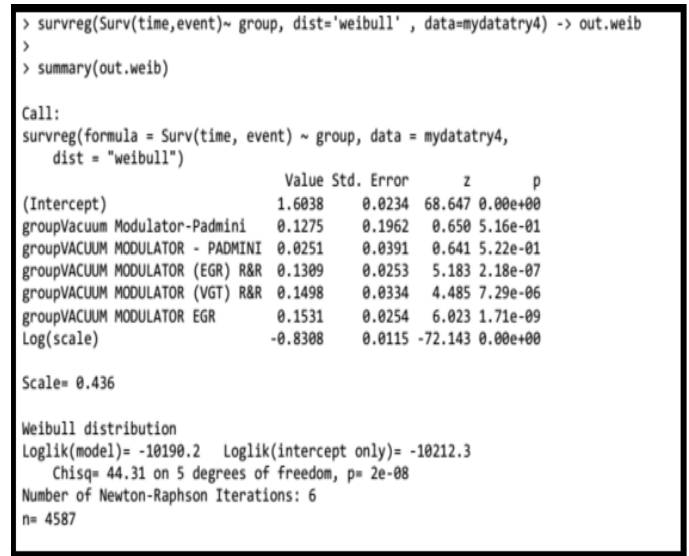 > survreg(Surv(time,event)~ group, dist='weibull' , data=mydatatry4) -> out.weib
>
> summary(out.weib)
Call:
survreg(formula = Surv(time, event) ~ group, data = mydatatry4,
dist = "weibull")
Value Std. Error z p
(Intercept) 1.6038 0.0234 68.647 0.00e+00
groupVacuum Modulator-Padmini 0.1275 0.1962 0.650 5.16e-01
groupVACUUM MODULATOR - PADMINI 0.0251 0.0391 0.641 5.22e-01
groupVACUUM MODULATOR (EGR) R&R 0.1309 0.0253 5.183 2.18e-07
groupVACUUM MODULATOR (VGT) R&R 0.1498 0.0334 4.485 7.29e-06
groupVACUUM MODULATOR EGR 0.1531 0.0254 6.023 1.71e-09
Log(scale) -0.8308 0.0115 -72.143 0.00e+00
Scale= 0.436
Weibull distribution
Loglik(model)= -10190.2 Loglik(intercept only)= -10212.3
Chisq= 44.31 on 5 degrees of freedom, p= 2e-08
Number of Newton-Raphson Iterations: 6
n= 4587